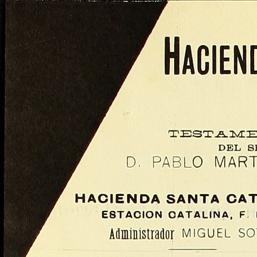 HACIEND
TESTAME
DEL S
D. PABLO MART
HACIENDA SANTA CAT
ESTACION CATALINA, F.
Administrador MIGUEL SO